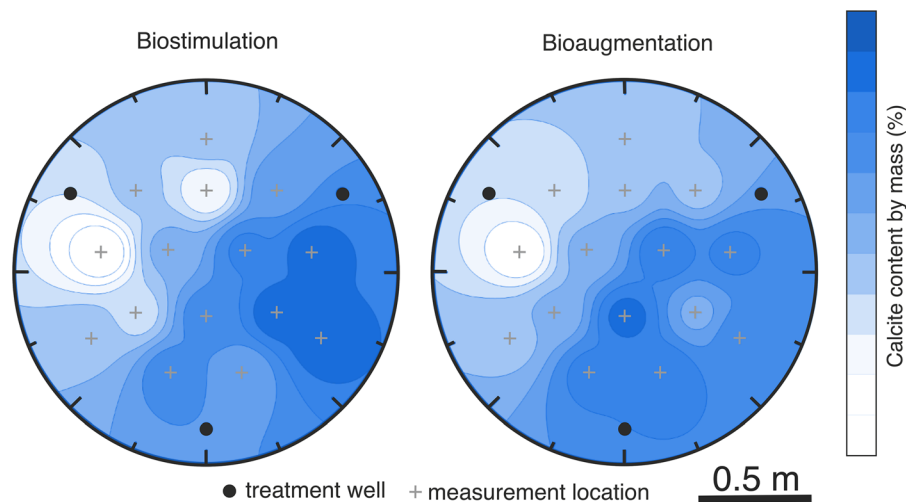 Biostimulation
Bioaugmentation
Calcite content by mass (%)
treatment well
measurement location
0.5 m